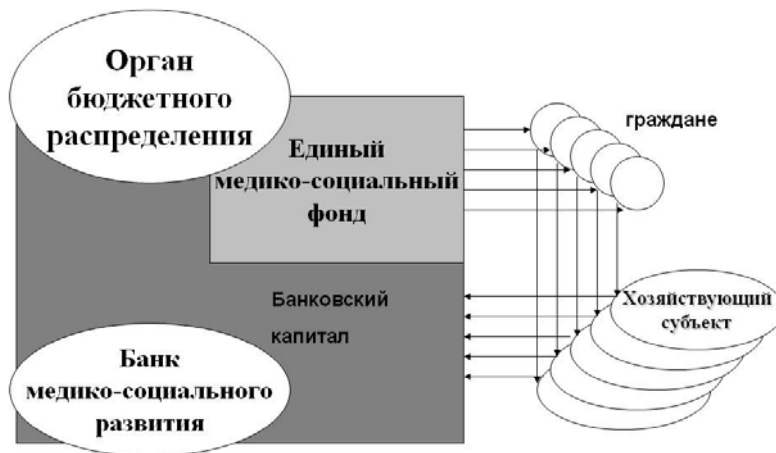 Орган
бюджетного
распределения
Единый
медико-социальный
фонд
граждане
Банковский
капитал
Хозяйствующий
субъект
Банк
медико-социального
развития